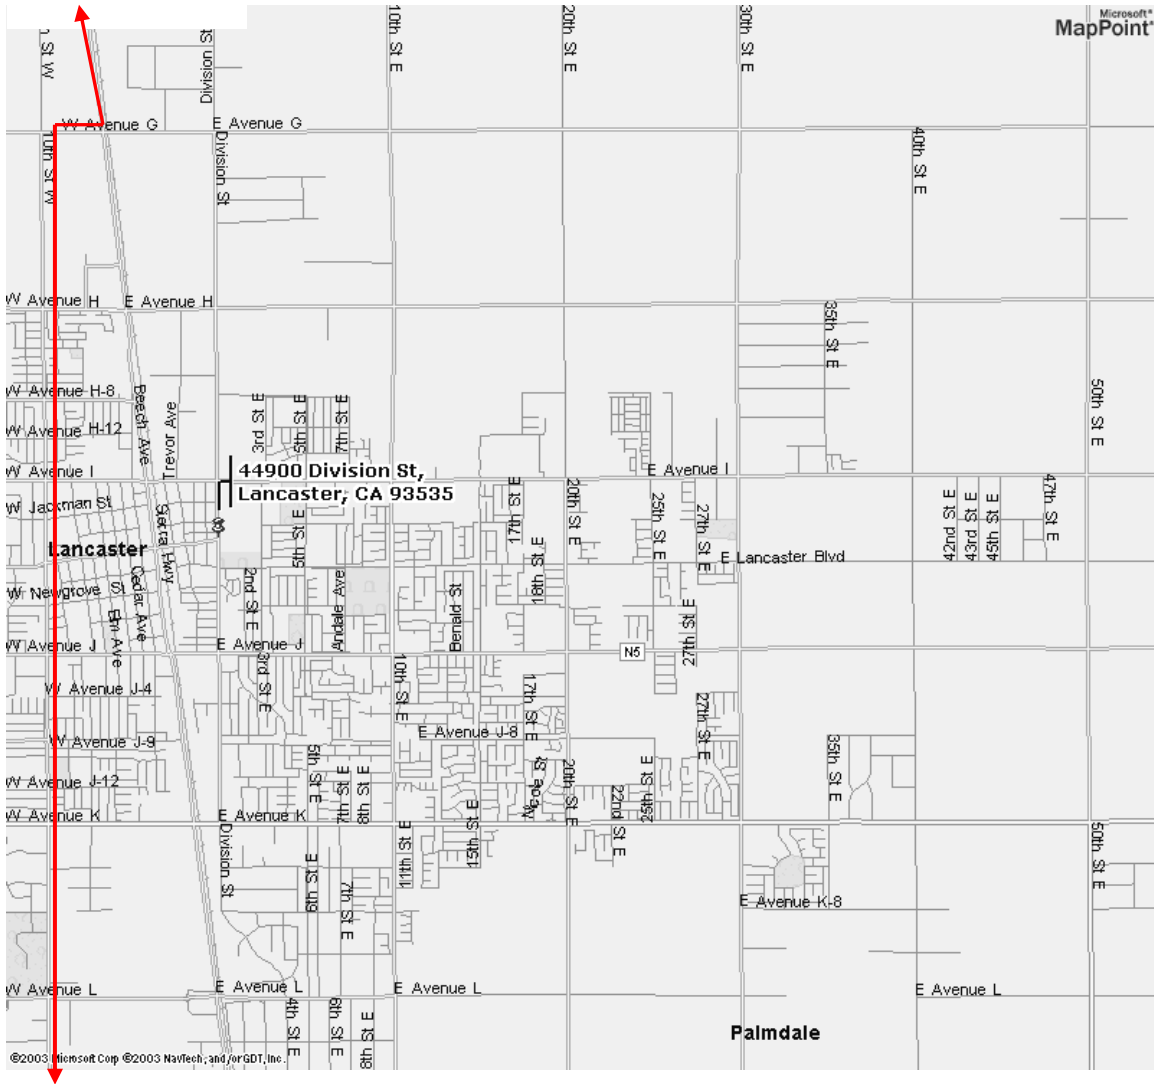 Microsoft®
MapPoint®
h St W
Division St
10th St E
20th St E
30th St E
W Avenue G
E Avenue G
10th St W
Division St
40th St E
W Avenue H
E Avenue H
35th St E
W Avenue H-8
Beech Ave
Trevor Ave
3rd St E
5th St E
7th St E
50th St E
W Avenue H-12
W Avenue I
44900 Division St,
Lancaster, CA 93535
E Avenue I
W Jackman St
Sierra Hwy
5th St E
17th St E
20th St E
25th St E
27th St E
42nd St E
43rd St E
45th St E
47th St E
Lancaster
E Lancaster Blvd
W Newgrove St
Cedar Ave
Elm Ave
2nd St E
Andale Ave
Benald St
18th St E
27th St E
W Avenue J
E Avenue J
N5
3rd St E
10th St E
17th St E
27th St E
W Avenue J-4
E Avenue J-8
W Avenue J-9
5th St E
7th St E
8th St E
Nicole St
20th St E
22nd St E
25th St E
35th St E
W Avenue J-12
W Avenue K
E Avenue K
Division St
6th St E
7th St E
11th St E
15th St E
50th St E
E Avenue K-8
W Avenue L
E Avenue L
E Avenue L
E Avenue L
4th St E
6th St E
8th St E
Palmdale
©2003 Microsoft Corp ©2003 NavTech, and/or GDT, Inc.